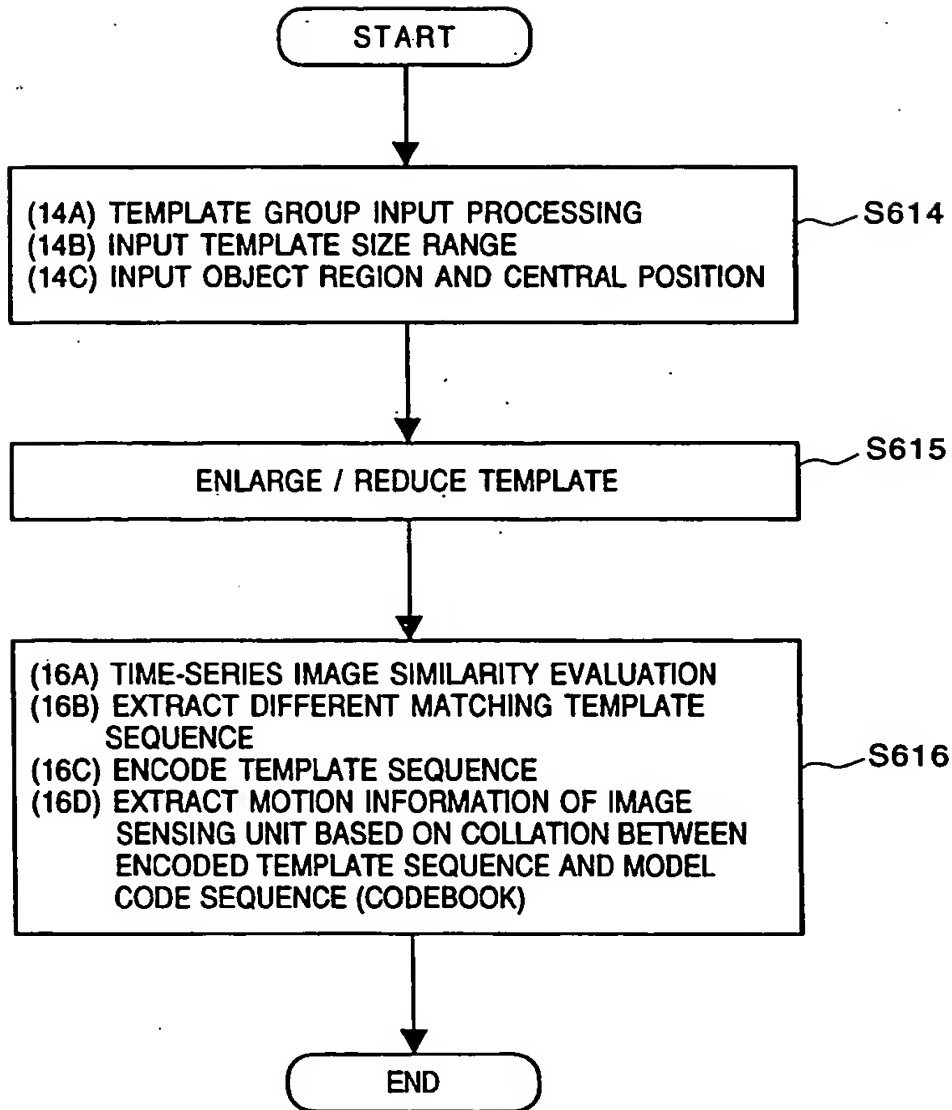 START
(14A) TEMPLATE GROUP INPUT PROCESSING
(14B) INPUT TEMPLATE SIZE RANGE
(14C) INPUT OBJECT REGION AND CENTRAL POSITION
S614
ENLARGE / REDUCE TEMPLATE
S615
(16A) TIME-SERIES IMAGE SIMILARITY EVALUATION
(16B) EXTRACT DIFFERENT MATCHING TEMPLATE
SEQUENCE
(16C) ENCODE TEMPLATE SEQUENCE
(16D) EXTRACT MOTION INFORMATION OF IMAGE
SENSING UNIT BASED ON COLLATION BETWEEN
ENCODED TEMPLATE SEQUENCE AND MODEL
CODE SEQUENCE (CODEBOOK)
S616
END